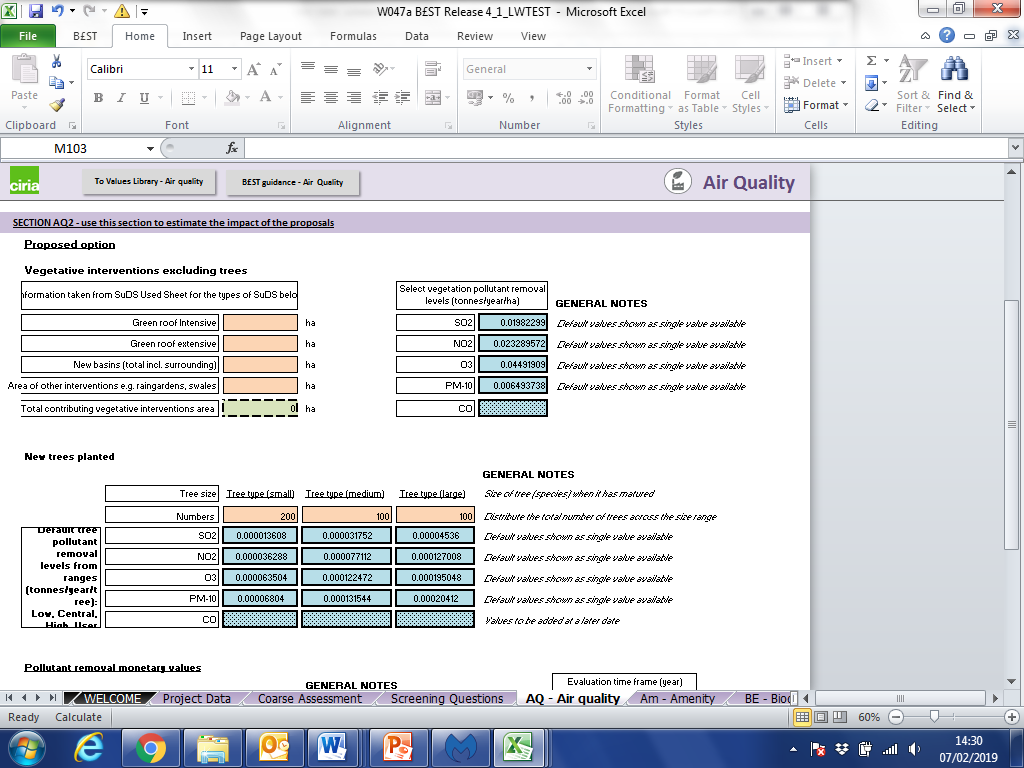 W047a B£ST Release 4_1_LWTEST - Microsoft Excel
File B£ST Home Insert Page Layout Formulas Data Review View
Paste
Calibri 11
B I U
General
Conditional Formatting
Format as Table
Cell Styles
Insert
Delete
Format
Sort & Filter
Find & Select
Clipboard Font Alignment Number Styles Cells Editing
M103 fx
ciria To Values Library - Air quality B£ST guidance - Air Quality Air Quality
SECTION AQ2 - use this section to estimate the impact of the proposals
Proposed option
Vegetative interventions excluding trees
nformation taken from SuDS Used Sheet for the types of SuDS belo
Select vegetation pollutant removal
levels (tonnes/year/ha)
GENERAL NOTES
Green roof Intensive ha SO2 0.01982299 Default values shown as single value available
Green roof extensive ha NO2 0.023289572 Default values shown as single value available
New basins (total incl. surrounding) ha O3 0.04491909 Default values shown as single value available
Area of other interventions e.g. raingardens, swales ha PM-10 0.006493738 Default values shown as single value available
Total contributing vegetative interventions area 0 ha CO
New trees planted
GENERAL NOTES
Tree size Tree type (small) Tree type (medium) Tree type (large) Size of tree (species) when it has matured
Numbers 200 100 100 Distribute the total number of trees across the size range
Default tree
pollutant
removal
levels from
ranges
(tonnes/year/t
ree):
Low, Central,
High, User
SO2 0.000013608 0.000031752 0.00004536 Default values shown as single value available
NO2 0.000036288 0.000077112 0.000127008 Default values shown as single value available
O3 0.000063504 0.000122472 0.000195048 Default values shown as single value available
PM-10 0.00006804 0.000131544 0.00020412 Default values shown as single value available
CO Values to be added at a later date
Pollutant removal monetary values
GENERAL NOTES Evaluation time frame (year)
WELCOME Project Data Coarse Assessment Screening Questions AQ - Air quality Am - Amenity BE - Biod
Ready Calculate 60%
14:30
07/02/2019